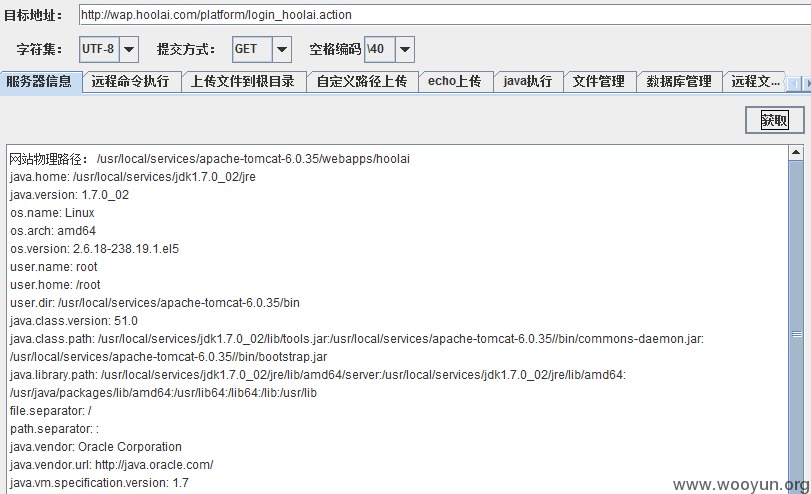 目标地址： http://wap.hoolai.com/platform/login_hoolai.action
字符集： UTF-8 提交方式： GET 空格编码 \40
服务器信息 远程命令执行 上传文件到根目录 自定义路径上传 echo上传 java执行 文件管理 数据库管理 远程文...
获取
网站物理路径： /usr/local/services/apache-tomcat-6.0.35/webapps/hoolai
java.home: /usr/local/services/jdk1.7.0_02/jre
java.version: 1.7.0_02
os.name: Linux
os.arch: amd64
os.version: 2.6.18-238.19.1.el5
user.name: root
user.home: /root
user.dir: /usr/local/services/apache-tomcat-6.0.35/bin
java.class.version: 51.0
java.class.path: /usr/local/services/jdk1.7.0_02/lib/tools.jar:/usr/local/services/apache-tomcat-6.0.35//bin/commons-daemon.jar:
/usr/local/services/apache-tomcat-6.0.35//bin/bootstrap.jar
java.library.path: /usr/local/services/jdk1.7.0_02/jre/lib/amd64/server:/usr/local/services/jdk1.7.0_02/jre/lib/amd64:
/usr/java/packages/lib/amd64:/usr/lib64:/lib64:/lib:/usr/lib
file.separator: /
path.separator: :
java.vendor: Oracle Corporation
java.vendor.url: http://java.oracle.com/
java.vm.specification.version: 1.7
www.wooyun.org